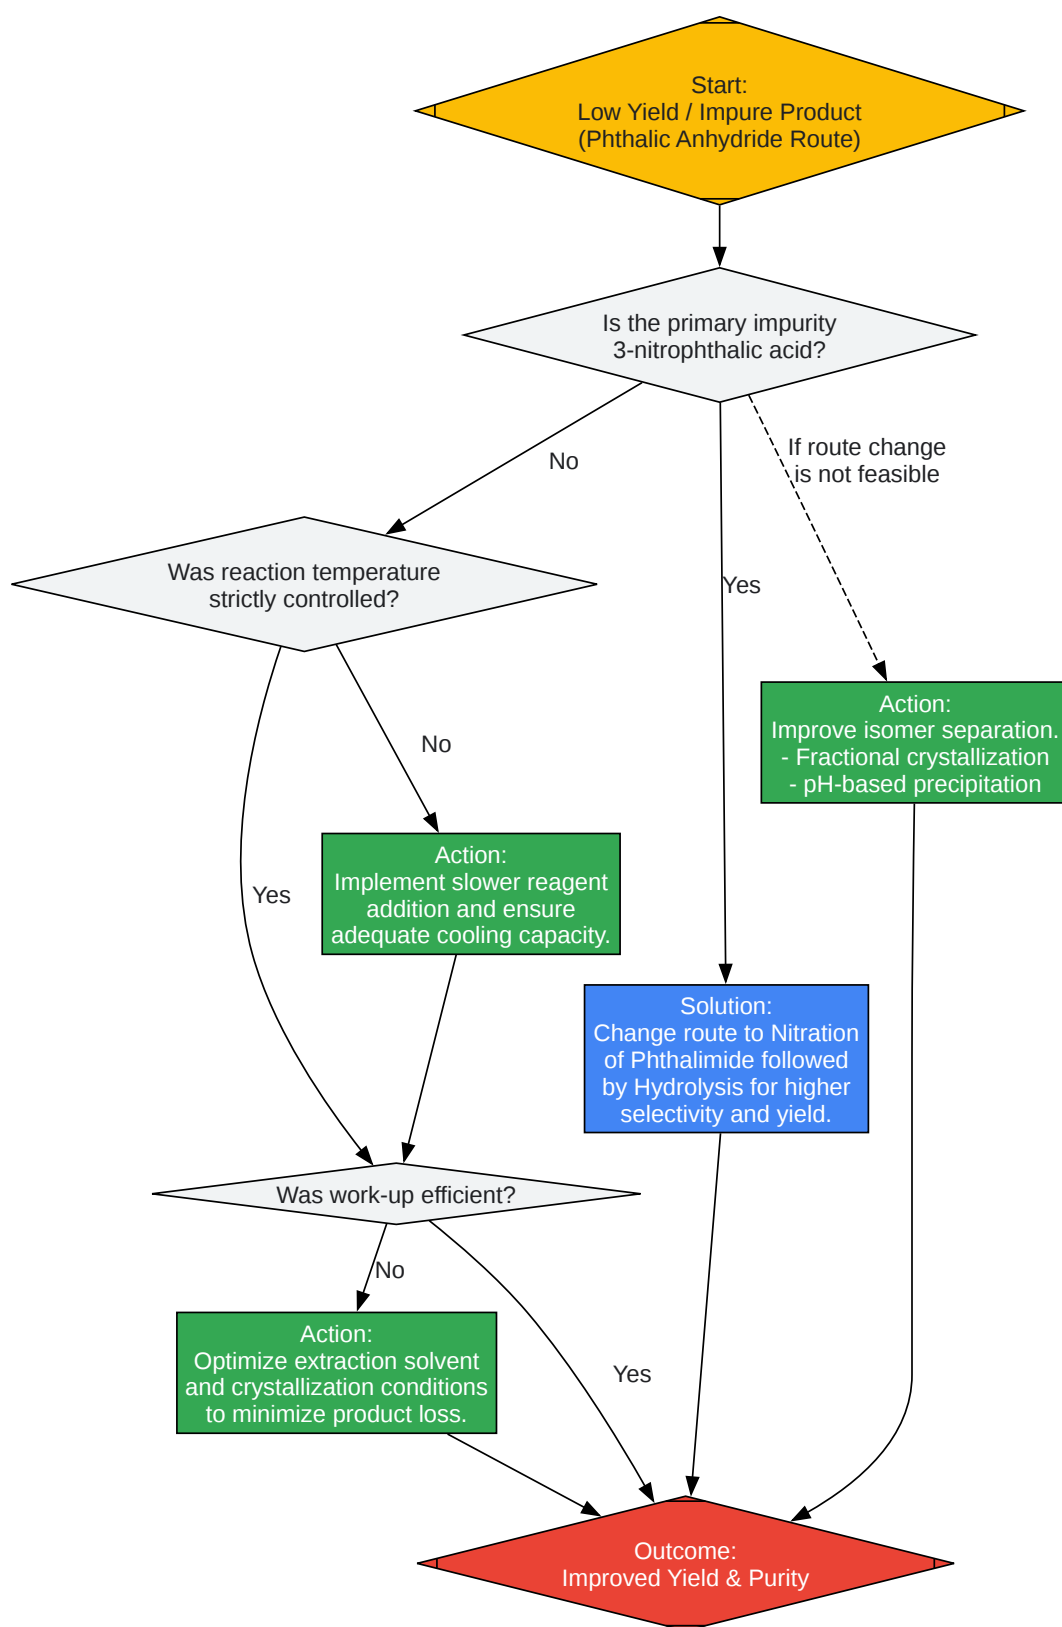 Start:
Low Yield / Impure Product
(Phthalic Anhydride Route)
Is the primary impurity
3-nitrophthalic acid?
If route change
is not feasible
No
Was reaction temperature
strictly controlled?
Yes
Action:
Improve isomer separation.
- Fractional crystallization
- pH-based precipitation
No
Action:
Implement slower reagent
addition and ensure
adequate cooling capacity.
Yes
Solution:
Change route to Nitration
of Phthalimide followed
by Hydrolysis for higher
selectivity and yield.
Was work-up efficient?
No
Action:
Optimize extraction solvent
and crystallization conditions
to minimize product loss.
Yes
Outcome:
Improved Yield & Purity